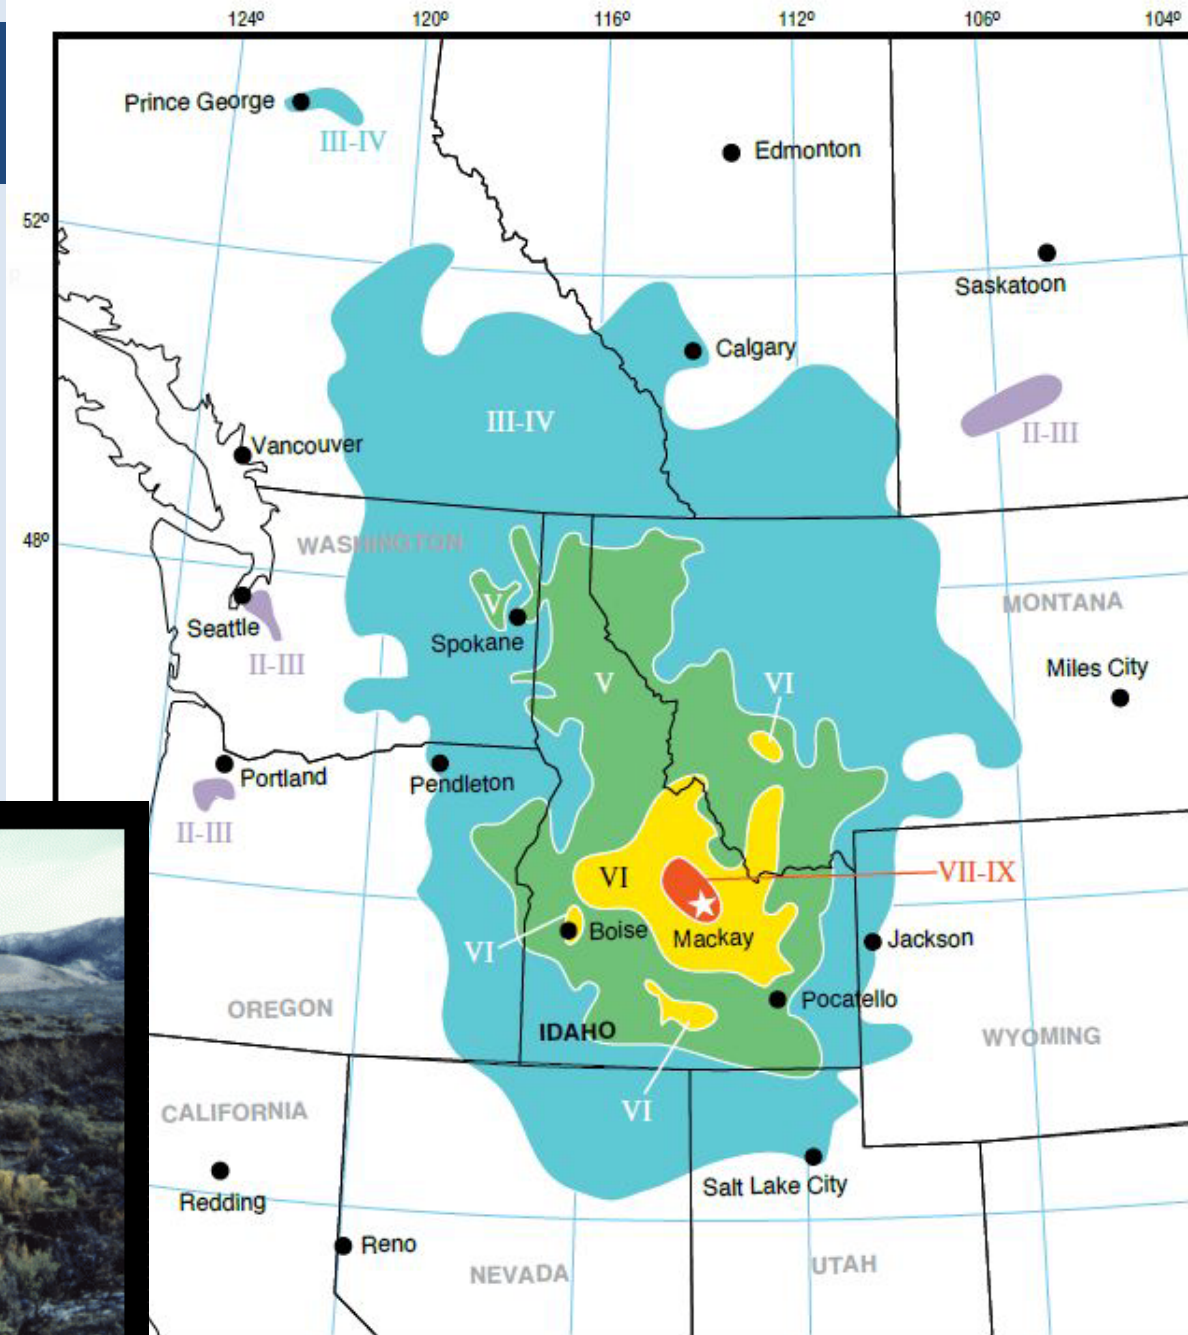 124º 120º 116º 112º 106º 104º
Prince George
III-IV
Edmonton
52º
Saskatoon
Calgary
III-IV
II-III
Vancouver
48º
WASHINGTON
MONTANA
V
Seattle
Spokane
II-III
Miles City
V
VI
Portland
Pendleton
II-III
VI
VII-IX
Boise
Mackay
Jackson
VI
Pocatello
OREGON
IDAHO
WYOMING
VI
CALIFORNIA
Salt Lake City
Redding
Reno
NEVADA
UTAH